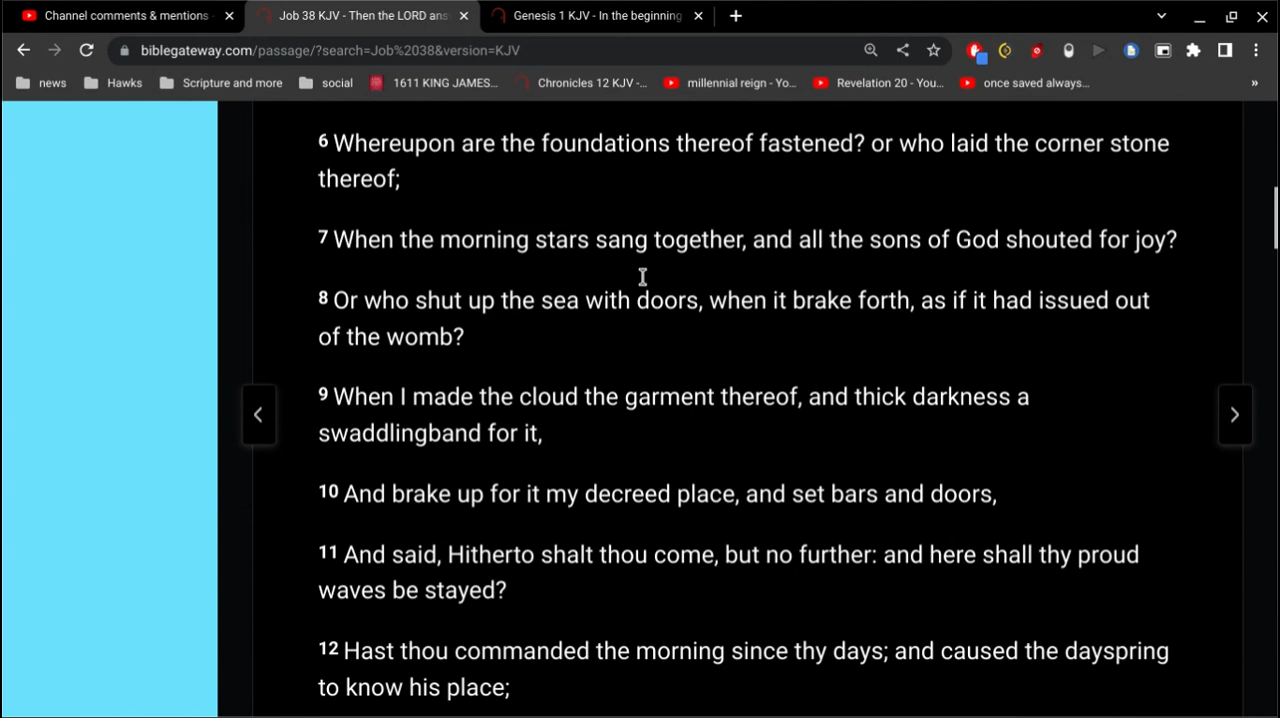 Channel comments & mentions -
Job 38 KJV - Then the LORD ans
Genesis 1 KJV - In the beginning
biblegateway.com/passage/?search=Job%2038&version=KJV
news
Hawks
Scripture and more
social
1611 KING JAMES...
Chronicles 12 KJV -...
millennial reign - Yo...
Revelation 20 - You...
once saved always...
»
6 Whereupon are the foundations thereof fastened? or who laid the corner stone
thereof;
7 When the morning stars sang together, and all the sons of God shouted for joy?
8 Or who shut up the sea with doors, when it brake forth, as if it had issued out
of the womb?
9 When I made the cloud the garment thereof, and thick darkness a
swaddlingband for it,
10 And brake up for it my decreed place, and set bars and doors,
11 And said, Hitherto shalt thou come, but no further: and here shall thy proud
waves be stayed?
12 Hast thou commanded the morning since thy days; and caused the dayspring
to know his place;